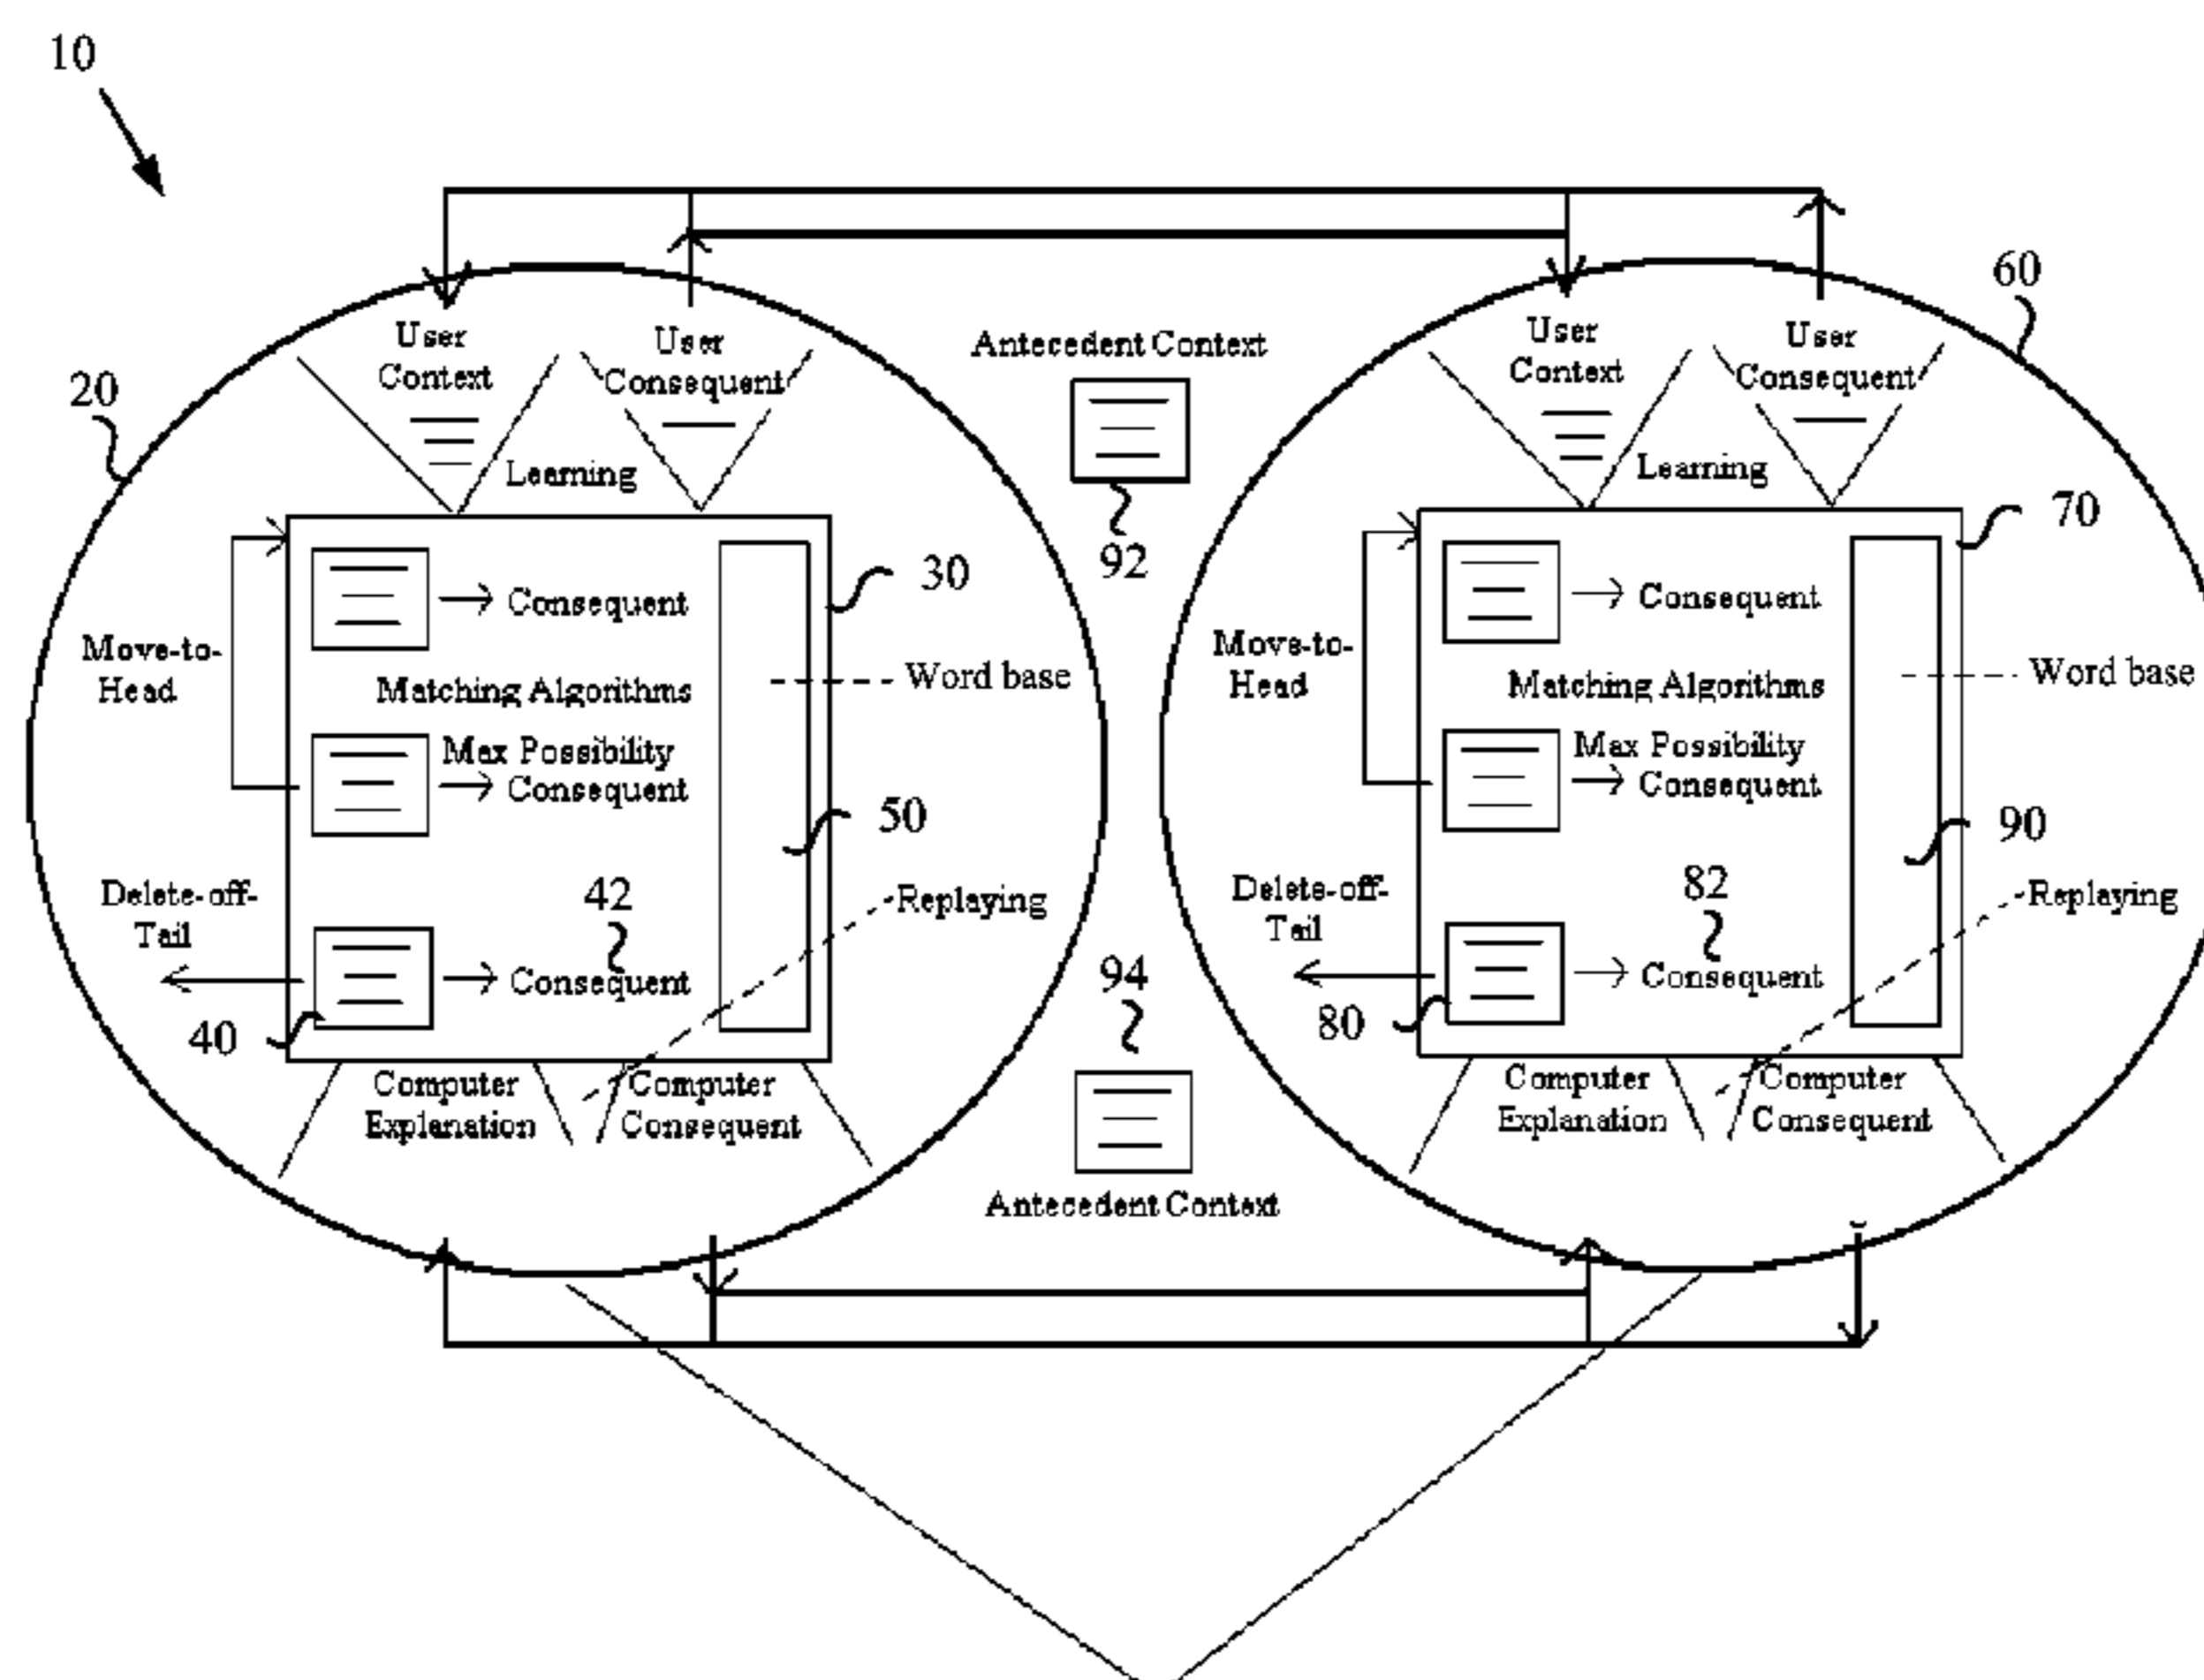 10
20
User
Context
User
Consequent
Learning
30
Consequent
Move-to-
Head
Matching Algorithms
Word base
Max Possibility
Consequent
50
Delete-off-
Tail
42
Replaying
Consequent
40
Computer
Explanation
Computer
Consequent
Antecedent Context
92
94
Antecedent Context
60
User
Context
User
Consequent
Learning
70
Consequent
Move-to-
Head
Matching Algorithms
Word base
Max Possibility
Consequent
90
Delete-off-
Tail
82
Replaying
Consequent
80
Computer
Explanation
Computer
Consequent